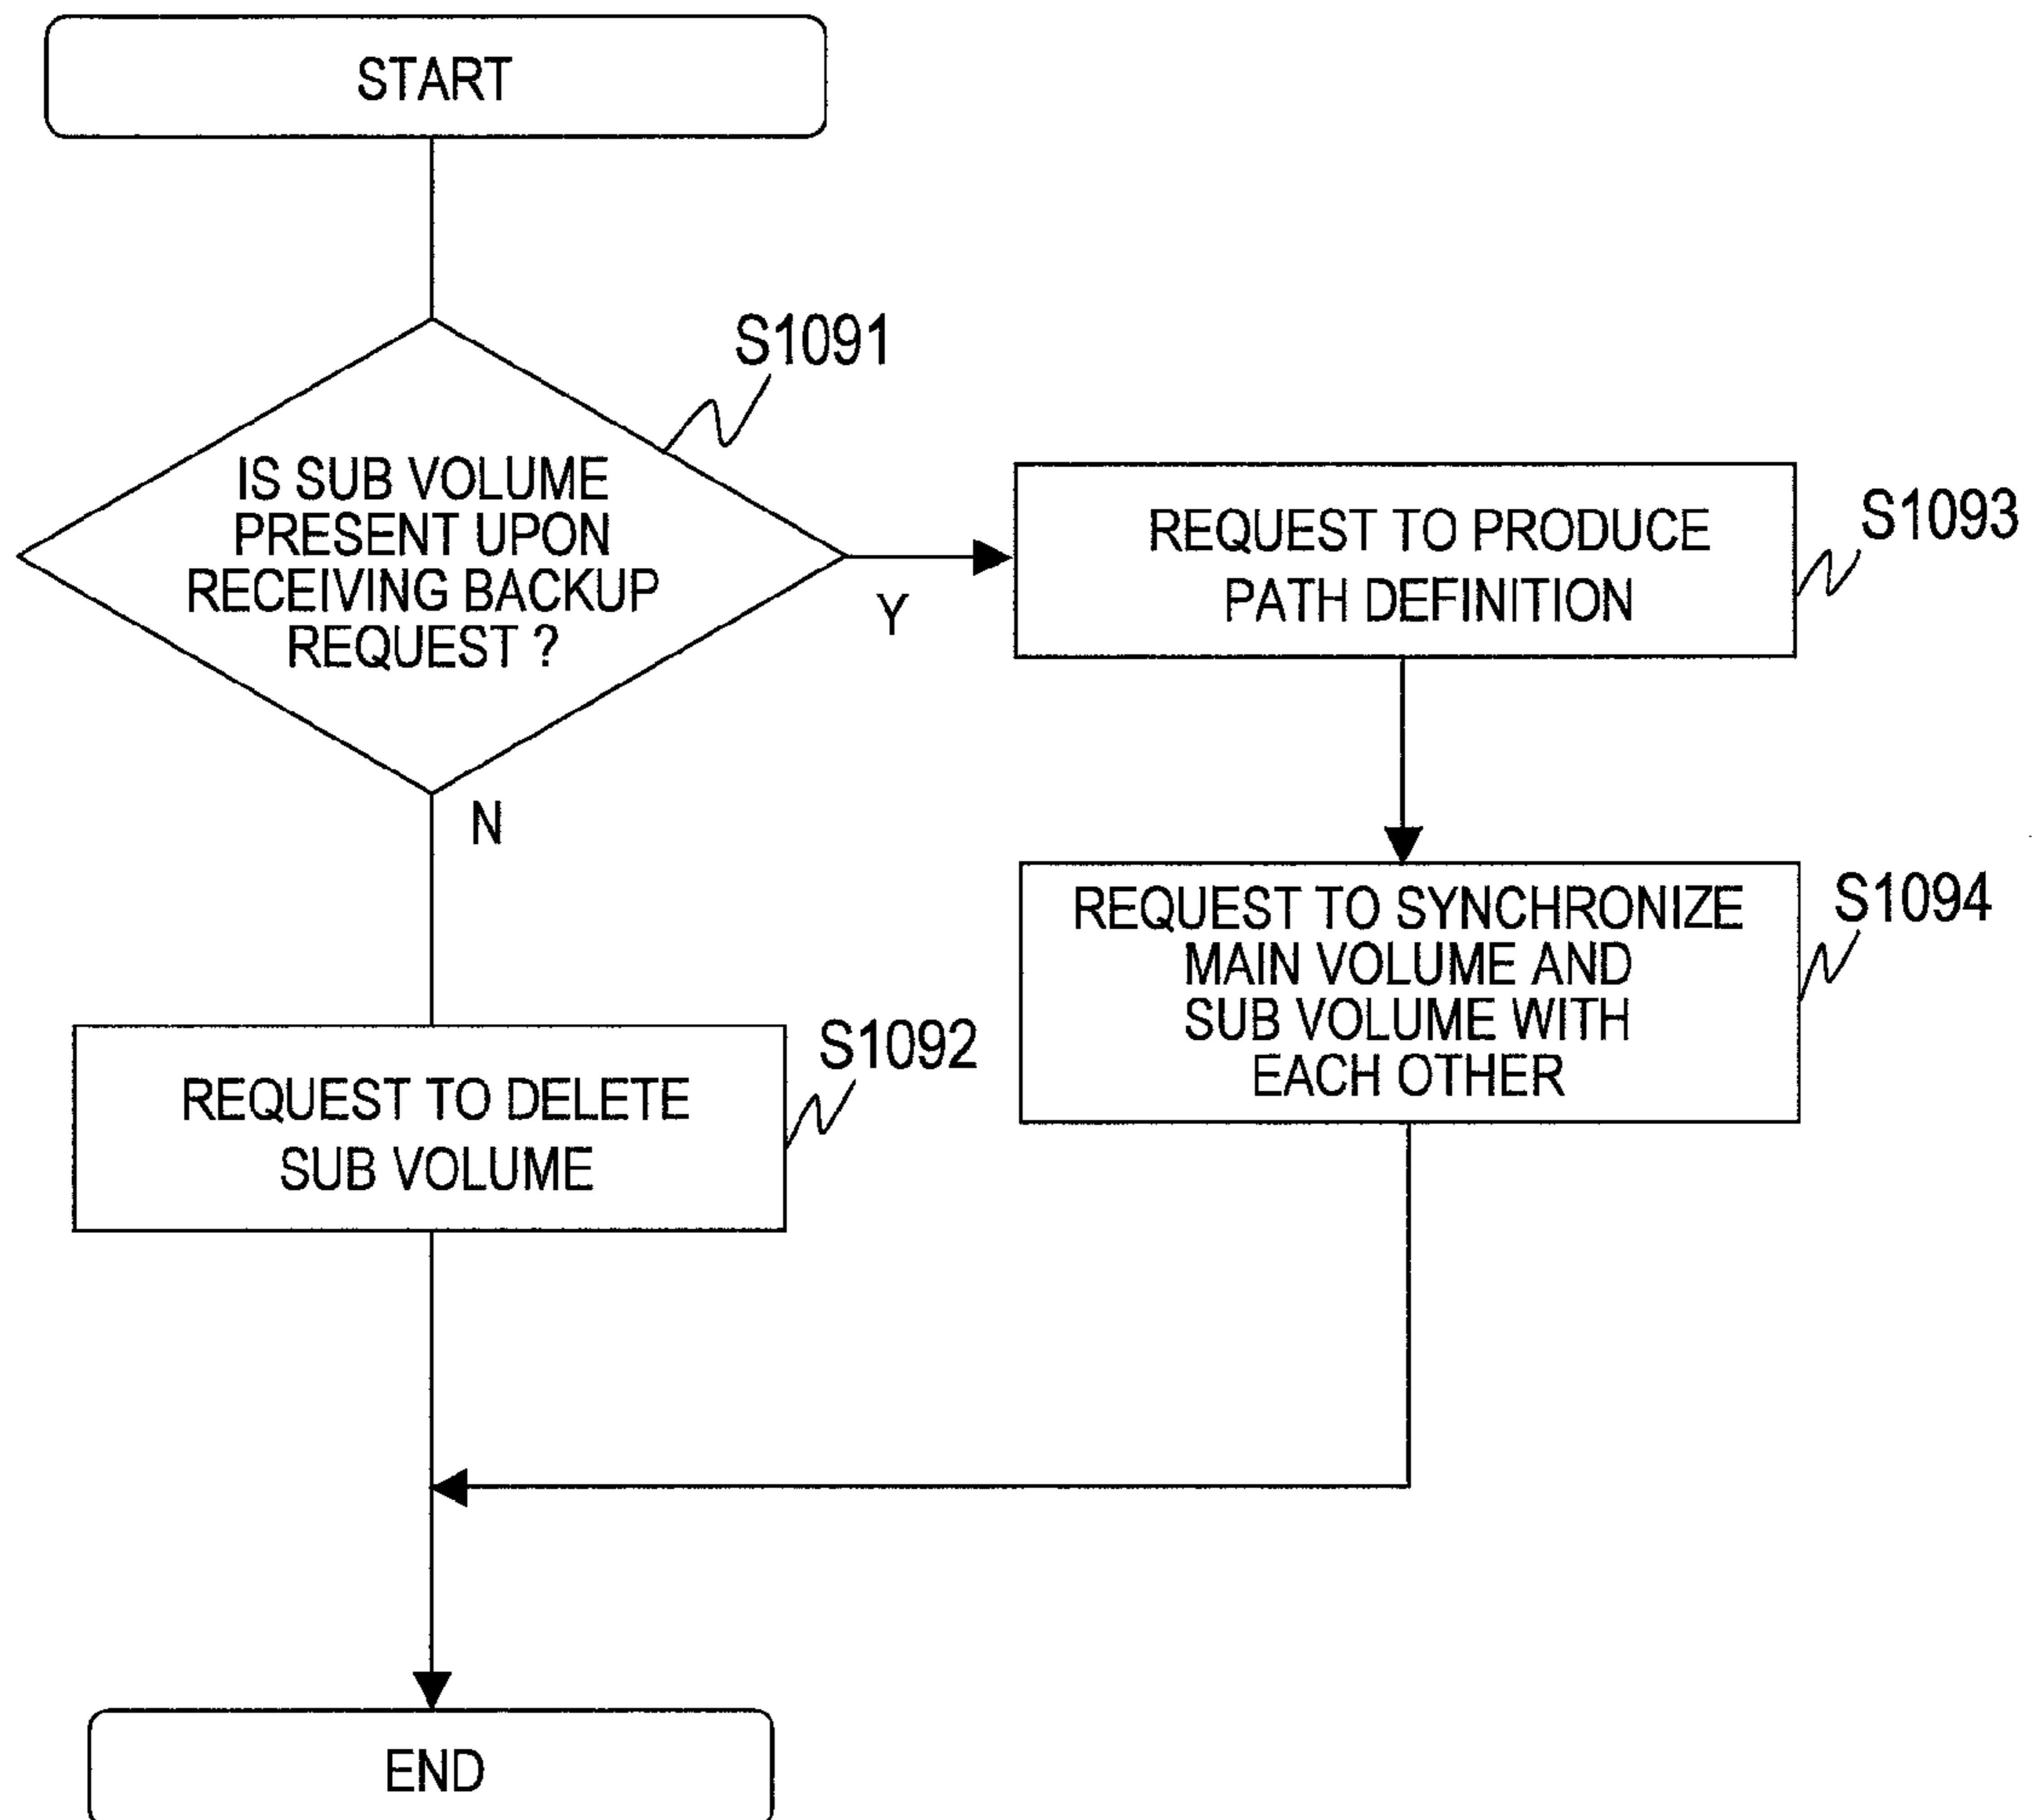 START
S1091
IS SUB VOLUME
PRESENT UPON
RECEIVING BACKUP
REQUEST ?
Y
N
REQUEST TO PRODUCE
PATH DEFINITION
S1093
REQUEST TO SYNCHRONIZE
MAIN VOLUME AND
SUB VOLUME WITH
EACH OTHER
S1094
REQUEST TO DELETE
SUB VOLUME
S1092
END